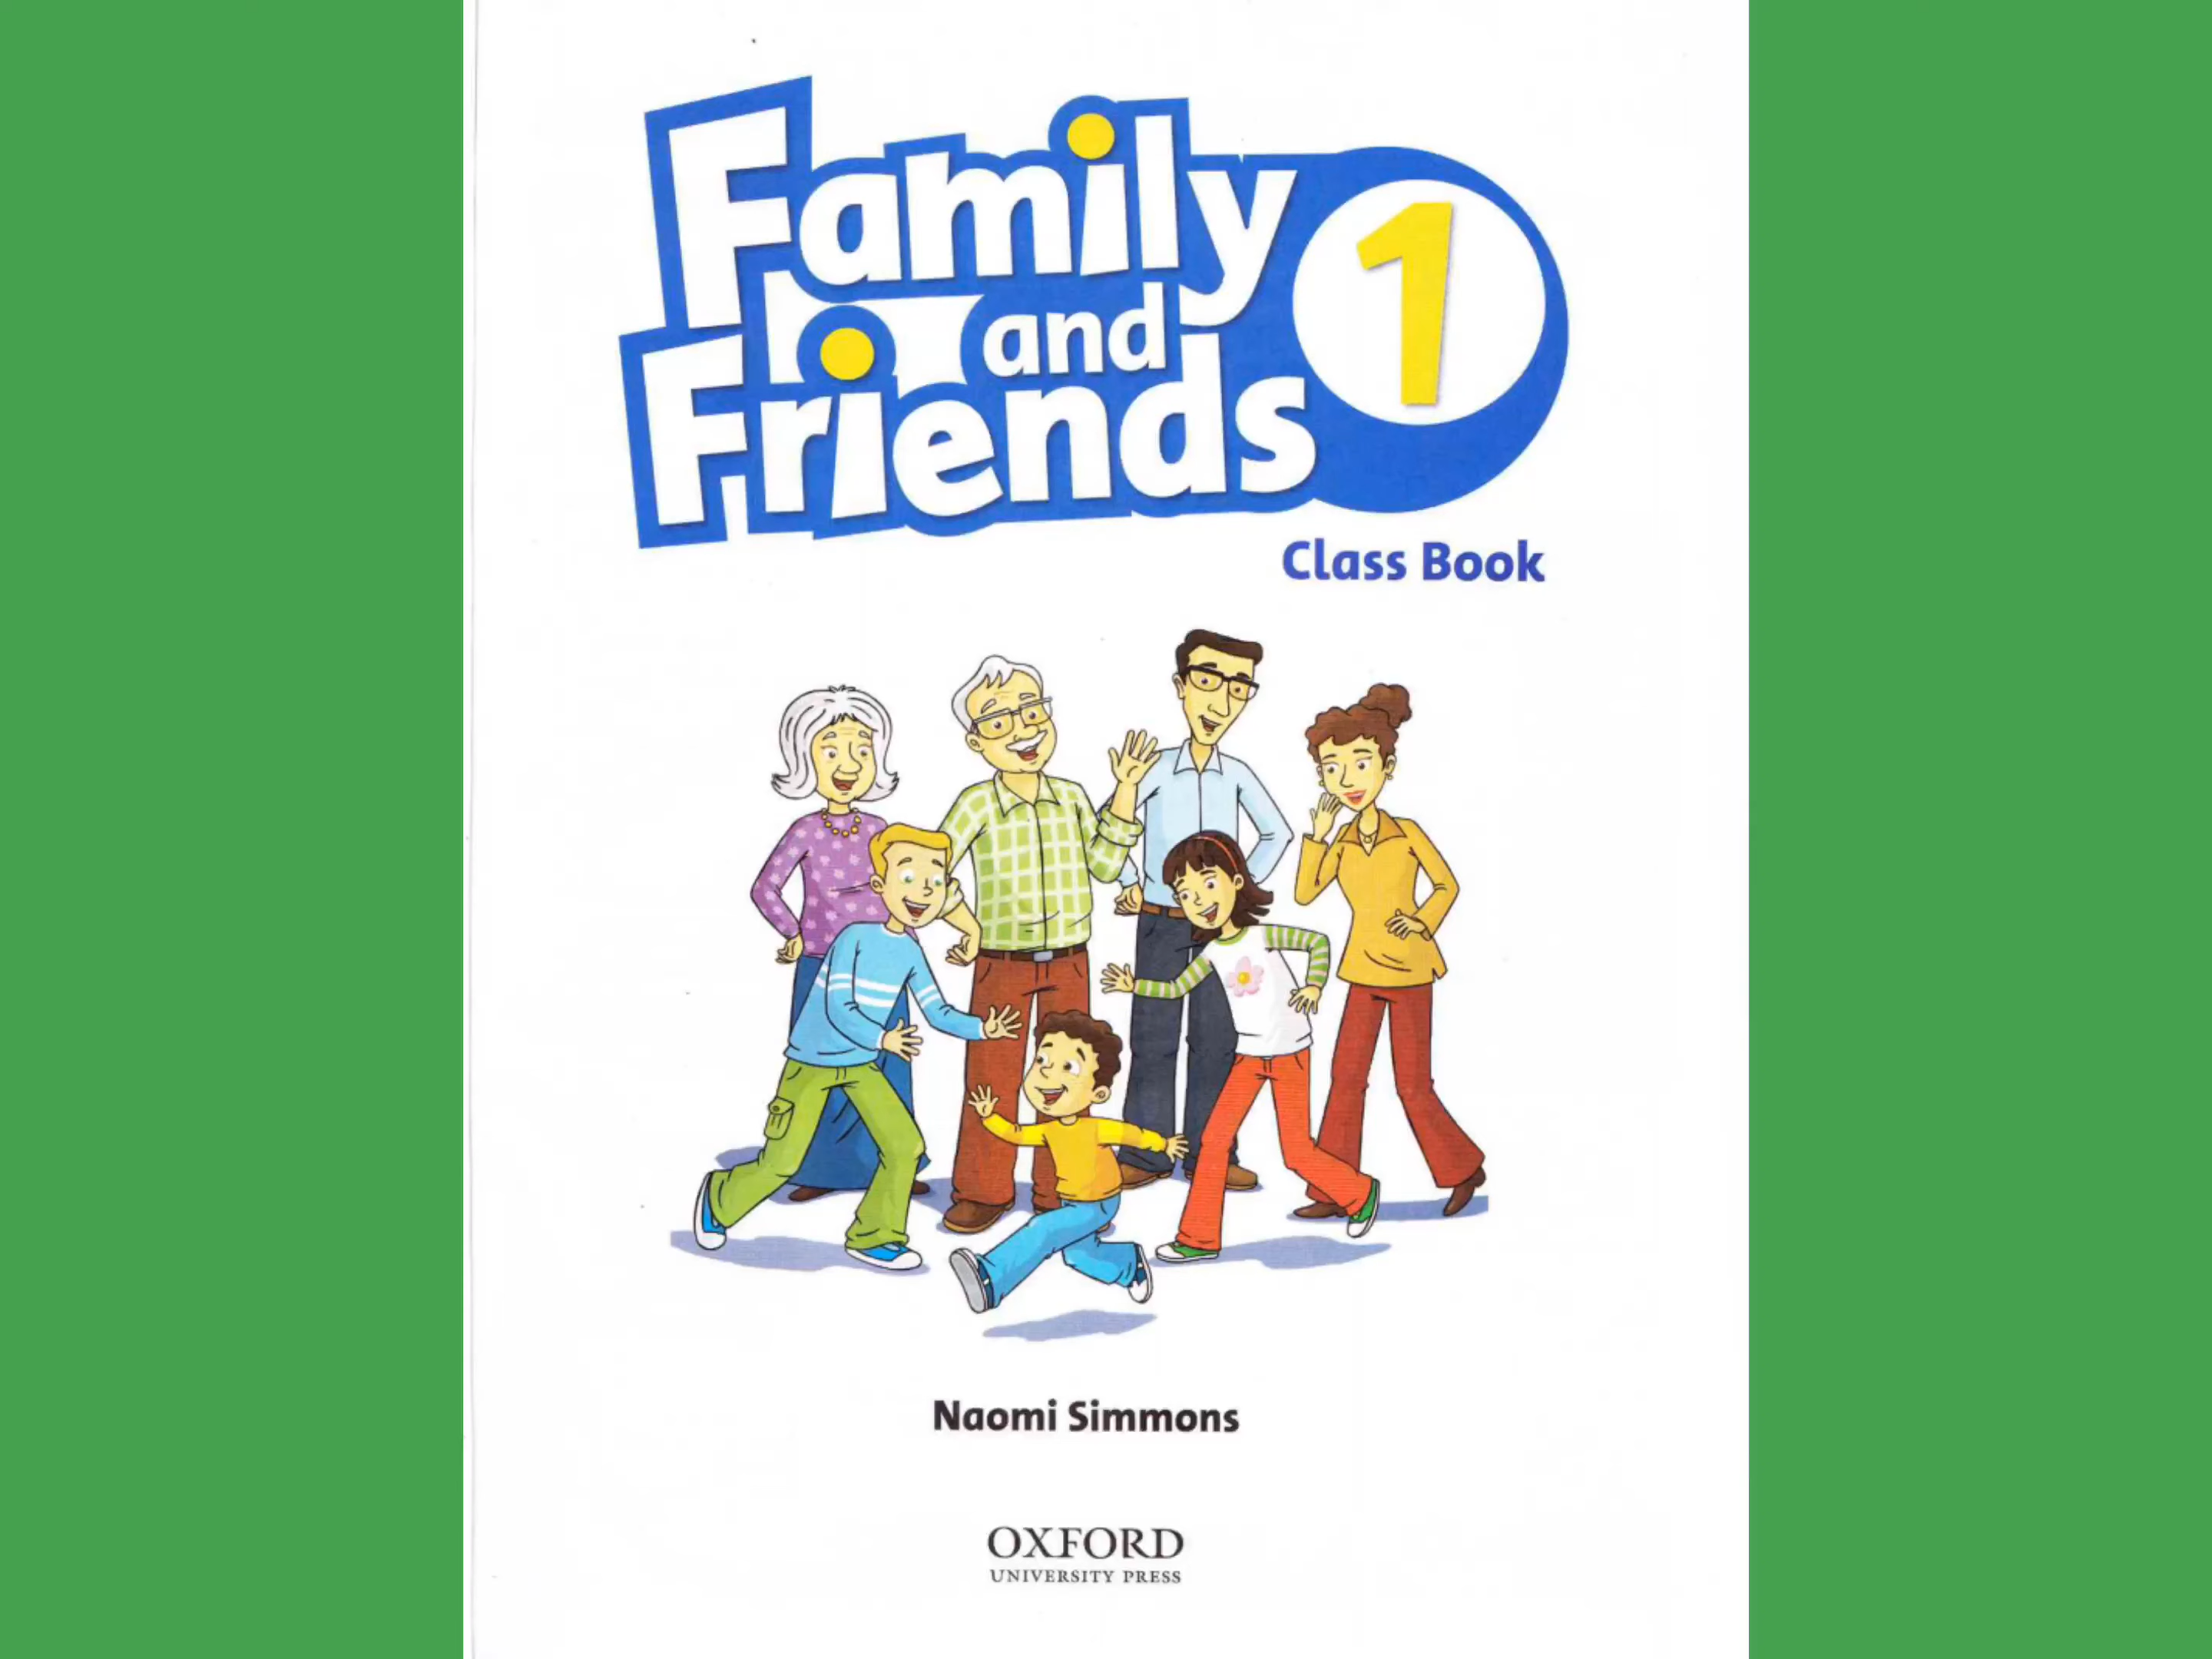 Family
and
Friends
1
Class Book
Naomi Simmons
OXFORD
UNIVERSITY PRESS